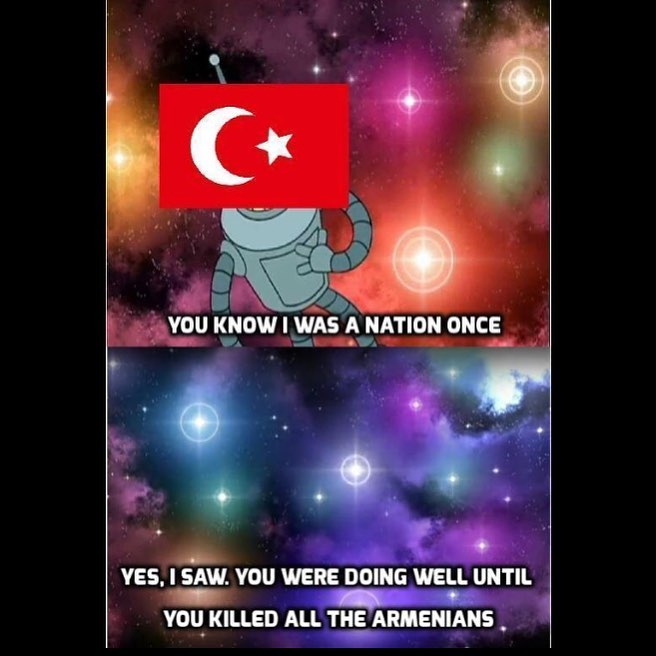 YOU KNOW I WAS A NATION ONCE
YES, I SAW. YOU WERE DOING WELL UNTIL
YOU KILLED ALL THE ARMENIANS